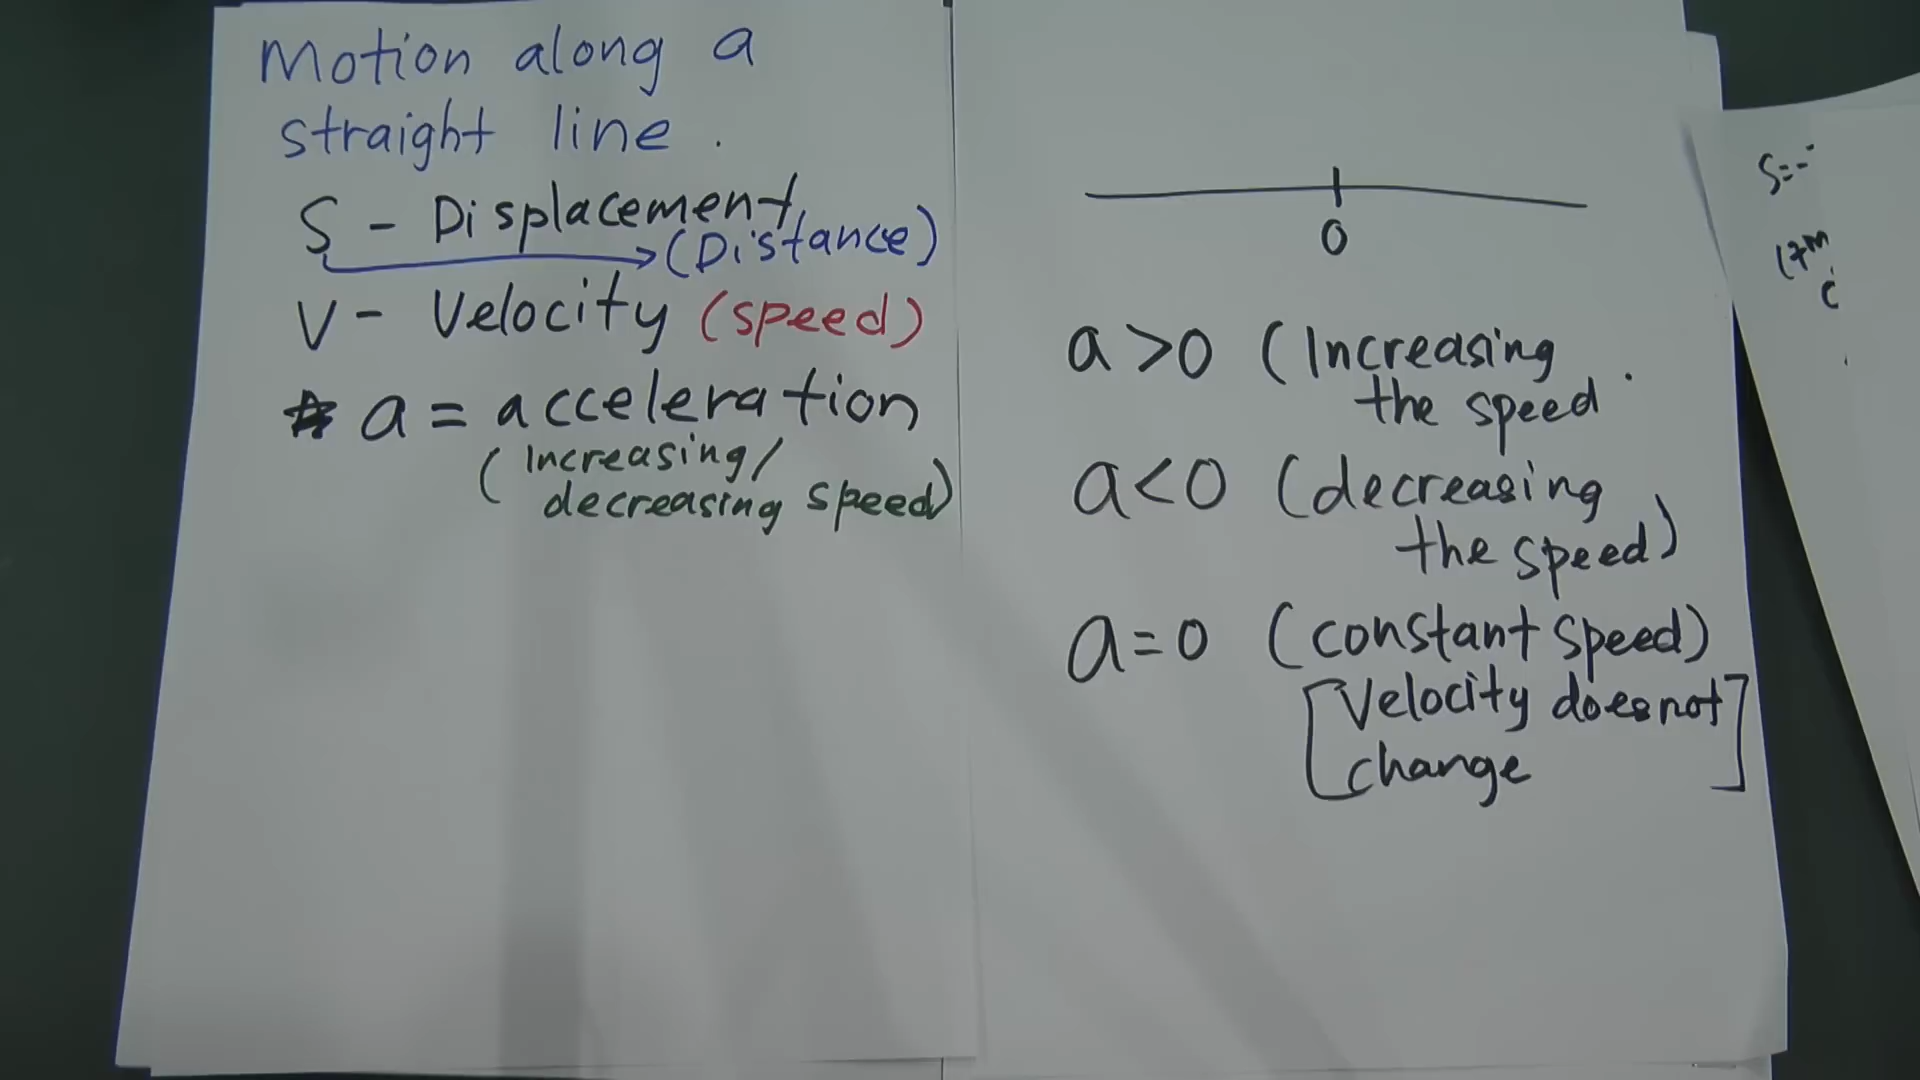 Motion along a
straight line.
S - Displacement
(Distance)
V - Velocity (speed)
* a = acceleration
(Increasing/
decreasing speed)
0
a>0 (Increasing
the speed.
a<0 (decreasing
the speed)
a=0 (constant speed)
[Velocity does not
change]